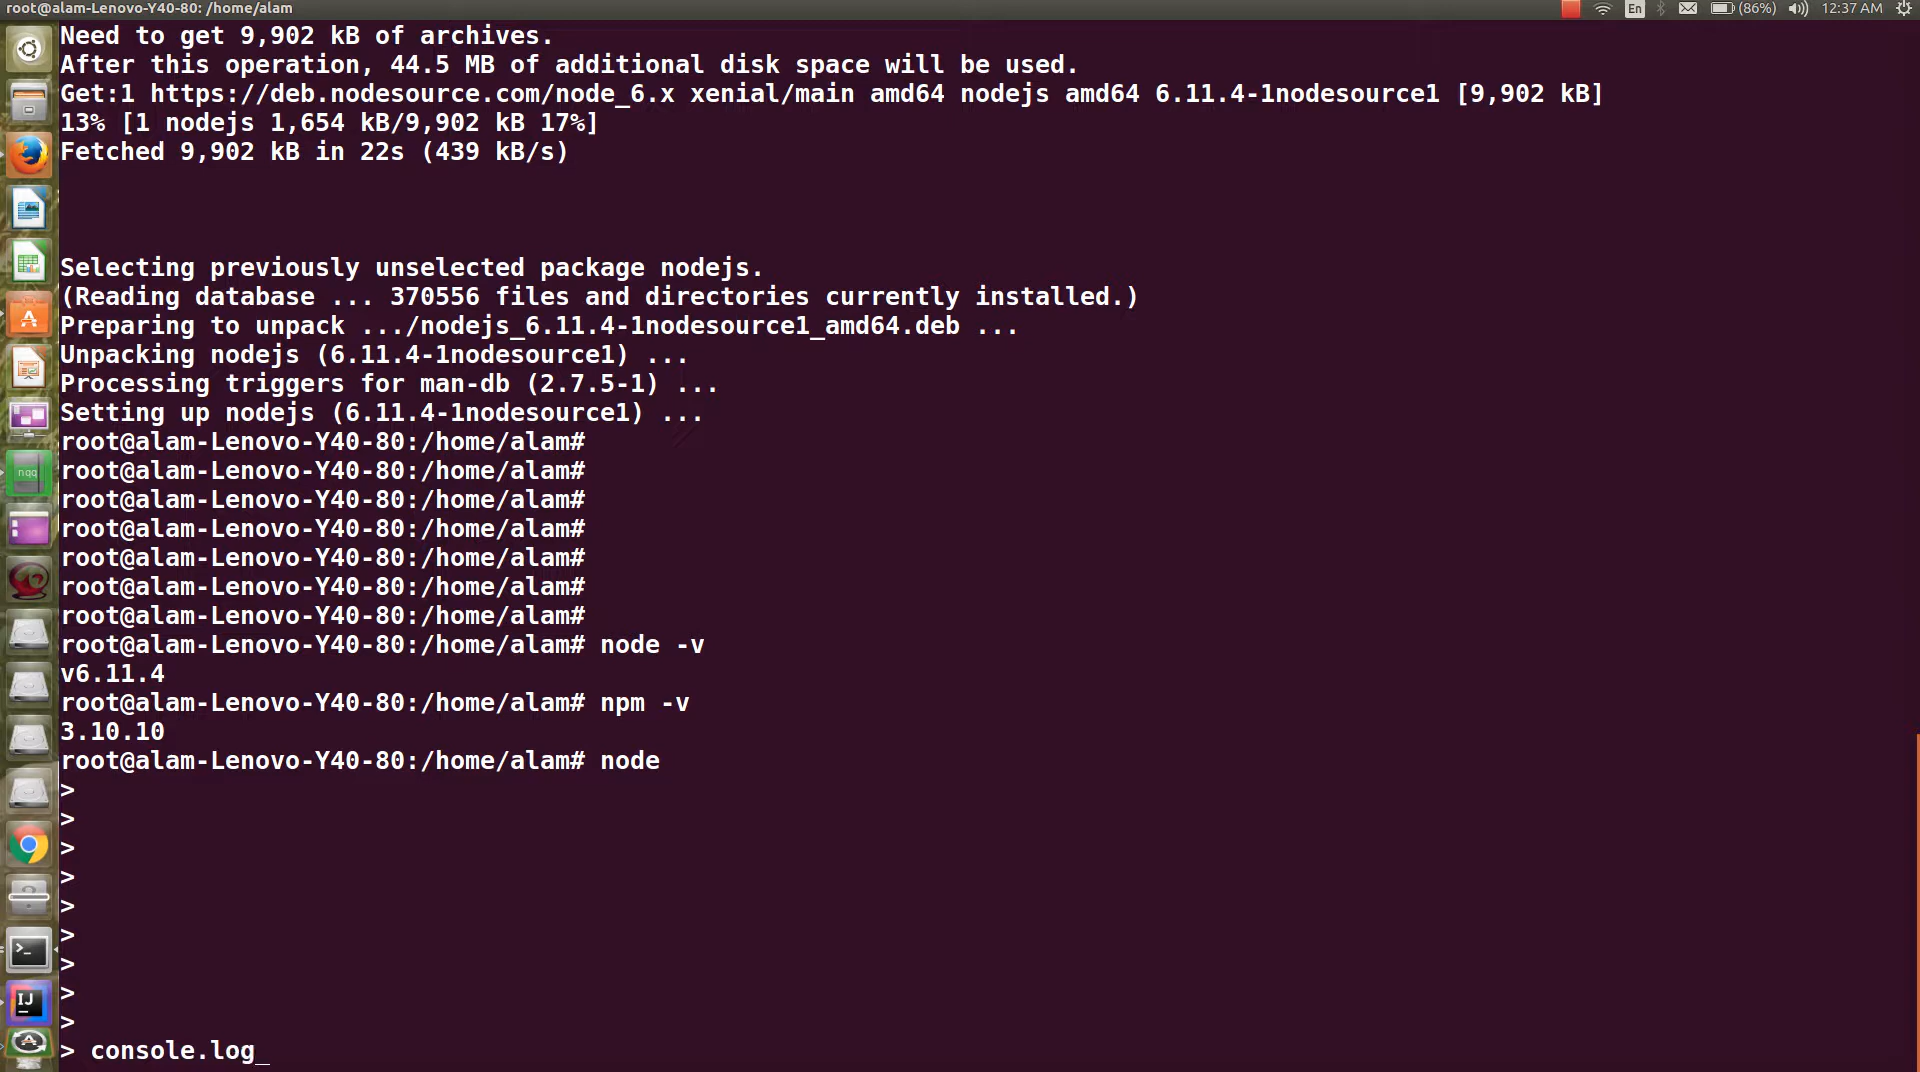 root@alam-Lenovo-Y40-80: /home/alam
En
(86%)
12:37 AM
Need to get 9,902 kB of archives.
After this operation, 44.5 MB of additional disk space will be used.
Get:1 https://deb.nodesource.com/node_6.x xenial/main amd64 nodejs amd64 6.11.4-1nodesource1 [9,902 kB]
13% [1 nodejs 1,654 kB/9,902 kB 17%]
Fetched 9,902 kB in 22s (439 kB/s)
Selecting previously unselected package nodejs.
(Reading database ... 370556 files and directories currently installed.)
Preparing to unpack .../nodejs_6.11.4-1nodesource1_amd64.deb ...
Unpacking nodejs (6.11.4-1nodesource1) ...
Processing triggers for man-db (2.7.5-1) ...
Setting up nodejs (6.11.4-1nodesource1) ...
root@alam-Lenovo-Y40-80:/home/alam#
root@alam-Lenovo-Y40-80:/home/alam#
root@alam-Lenovo-Y40-80:/home/alam#
root@alam-Lenovo-Y40-80:/home/alam#
root@alam-Lenovo-Y40-80:/home/alam#
root@alam-Lenovo-Y40-80:/home/alam#
root@alam-Lenovo-Y40-80:/home/alam#
root@alam-Lenovo-Y40-80:/home/alam# node -v
v6.11.4
root@alam-Lenovo-Y40-80:/home/alam# npm -v
3.10.10
root@alam-Lenovo-Y40-80:/home/alam# node
>
>
>
>
>
>
>
>
>
> console.log_
nqq
IJ